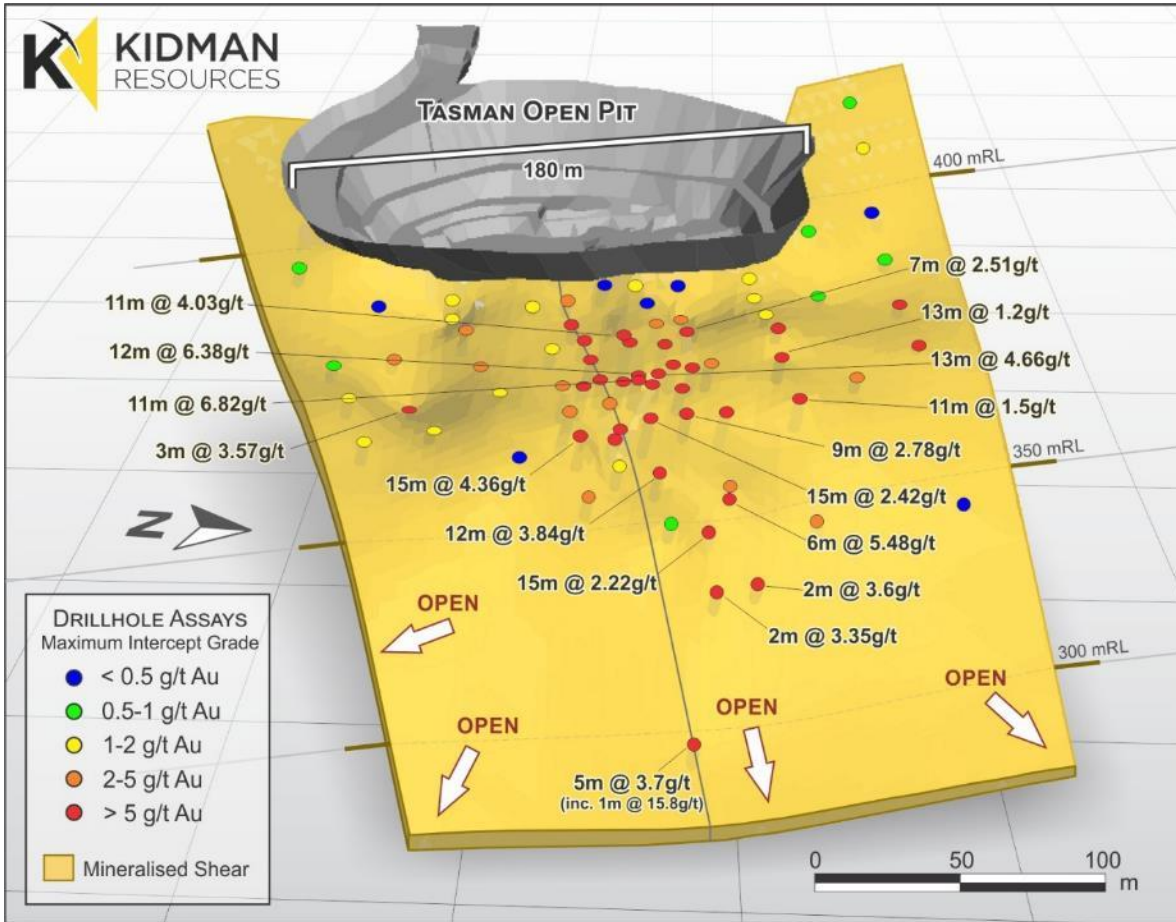 KIDMAN
RESOURCES
TASMAN OPEN PIT
180 m
400 mRL
7m @ 2.51g/t
11m @ 4.03g/t
13m @ 1.2g/t
12m @ 6.38g/t
13m @ 4.66g/t
11m @ 6.82g/t
11m @ 1.5g/t
3m @ 3.57g/t
9m @ 2.78g/t
350 mRL
15m @ 4.36g/t
15m @ 2.42g/t
N
12m @ 3.84g/t
6m @ 5.48g/t
15m @ 2.22g/t
2m @ 3.6g/t
2m @ 3.35g/t
300 mRL
OPEN
OPEN
OPEN
OPEN
5m @ 3.7g/t
(inc. 1m @ 15.8g/t)
DRILLHOLE ASSAYS
Maximum Intercept Grade
< 0.5 g/t Au
0.5-1 g/t Au
1-2 g/t Au
2-5 g/t Au
> 5 g/t Au
Mineralised Shear
0 50 100
m